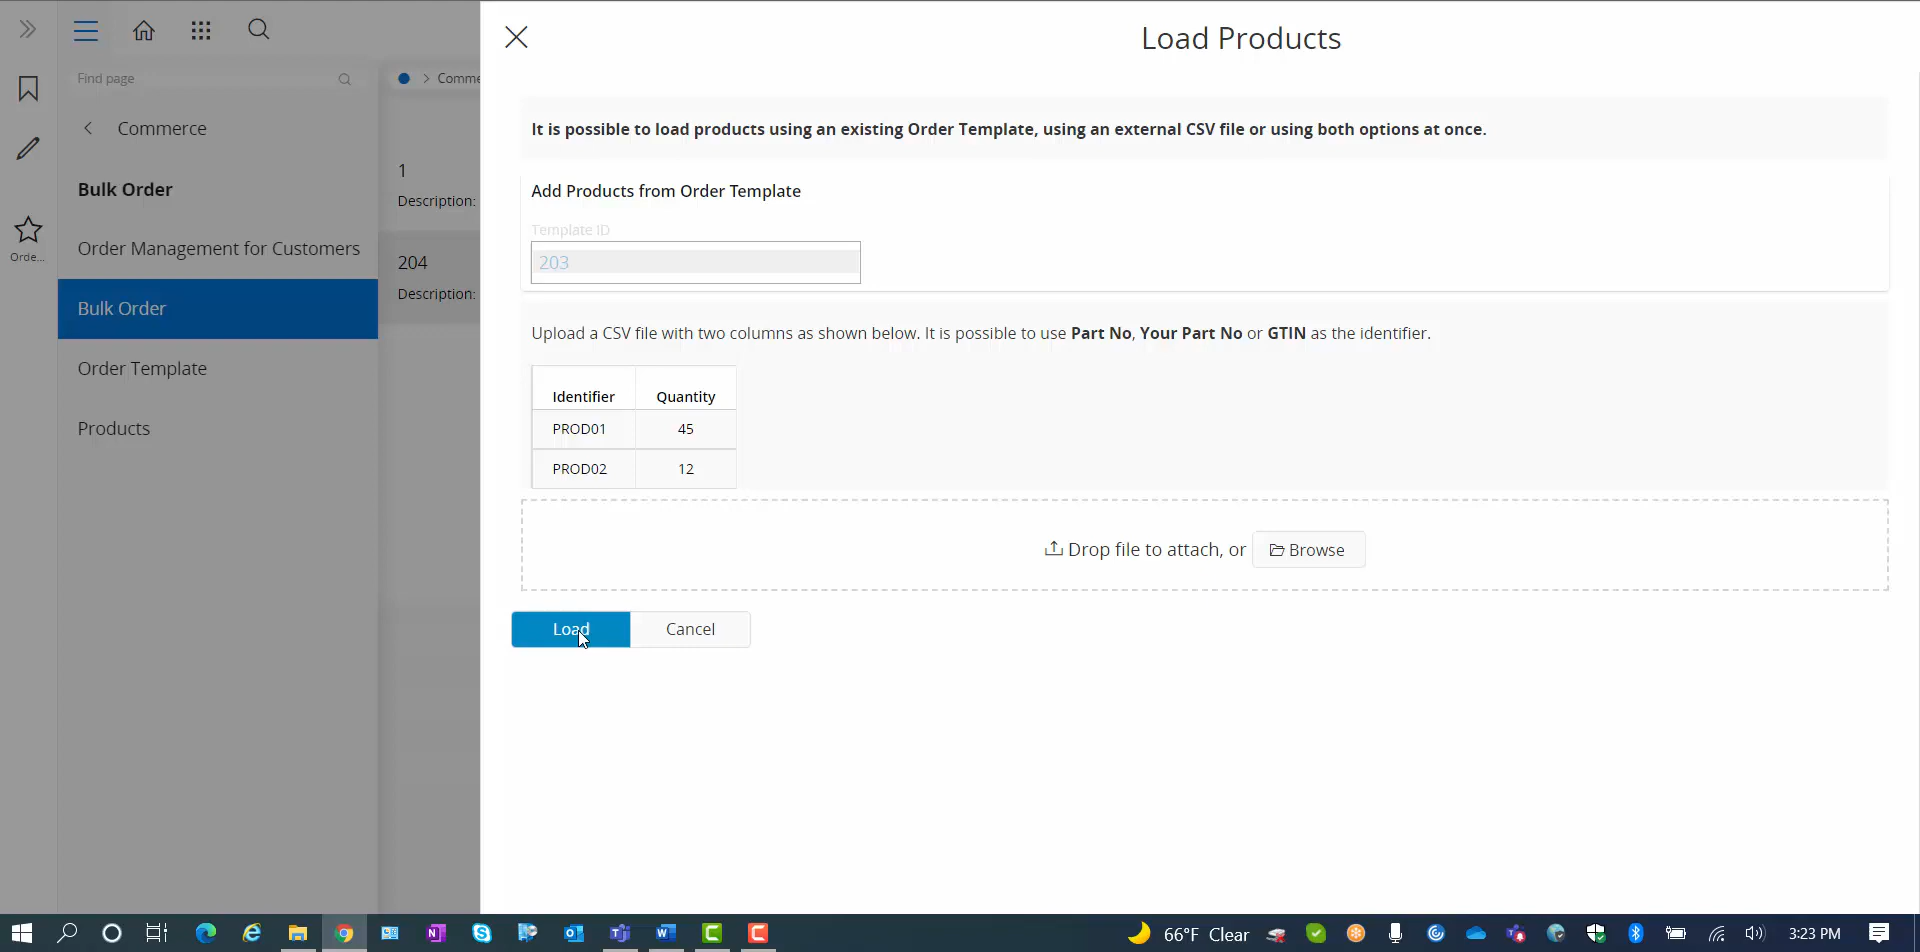 Load Products
Find page
Comme
Commerce
It is possible to load products using an existing Order Template, using an external CSV file or using both options at once.
1
Bulk Order
Add Products from Order Template
Description:
Template ID
Orde...
Order Management for Customers
204
203
Description:
Bulk Order
Upload a CSV file with two columns as shown below. It is possible to use Part No, Your Part No or GTIN as the identifier.
Order Template
Identifier Quantity
Products
PROD01 45
PROD02 12
Drop file to attach, or Browse
Load Cancel
66°F Clear
3:23 PM